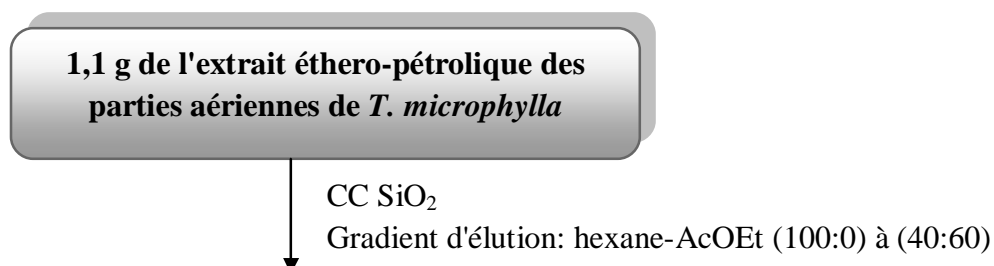 1,1 g de l'extrait éthero-pétrolique des
parties aériennes de T. microphylla
CC SiO₂
Gradient d'élution: hexane-AcOEt (100:0) à (40:60)